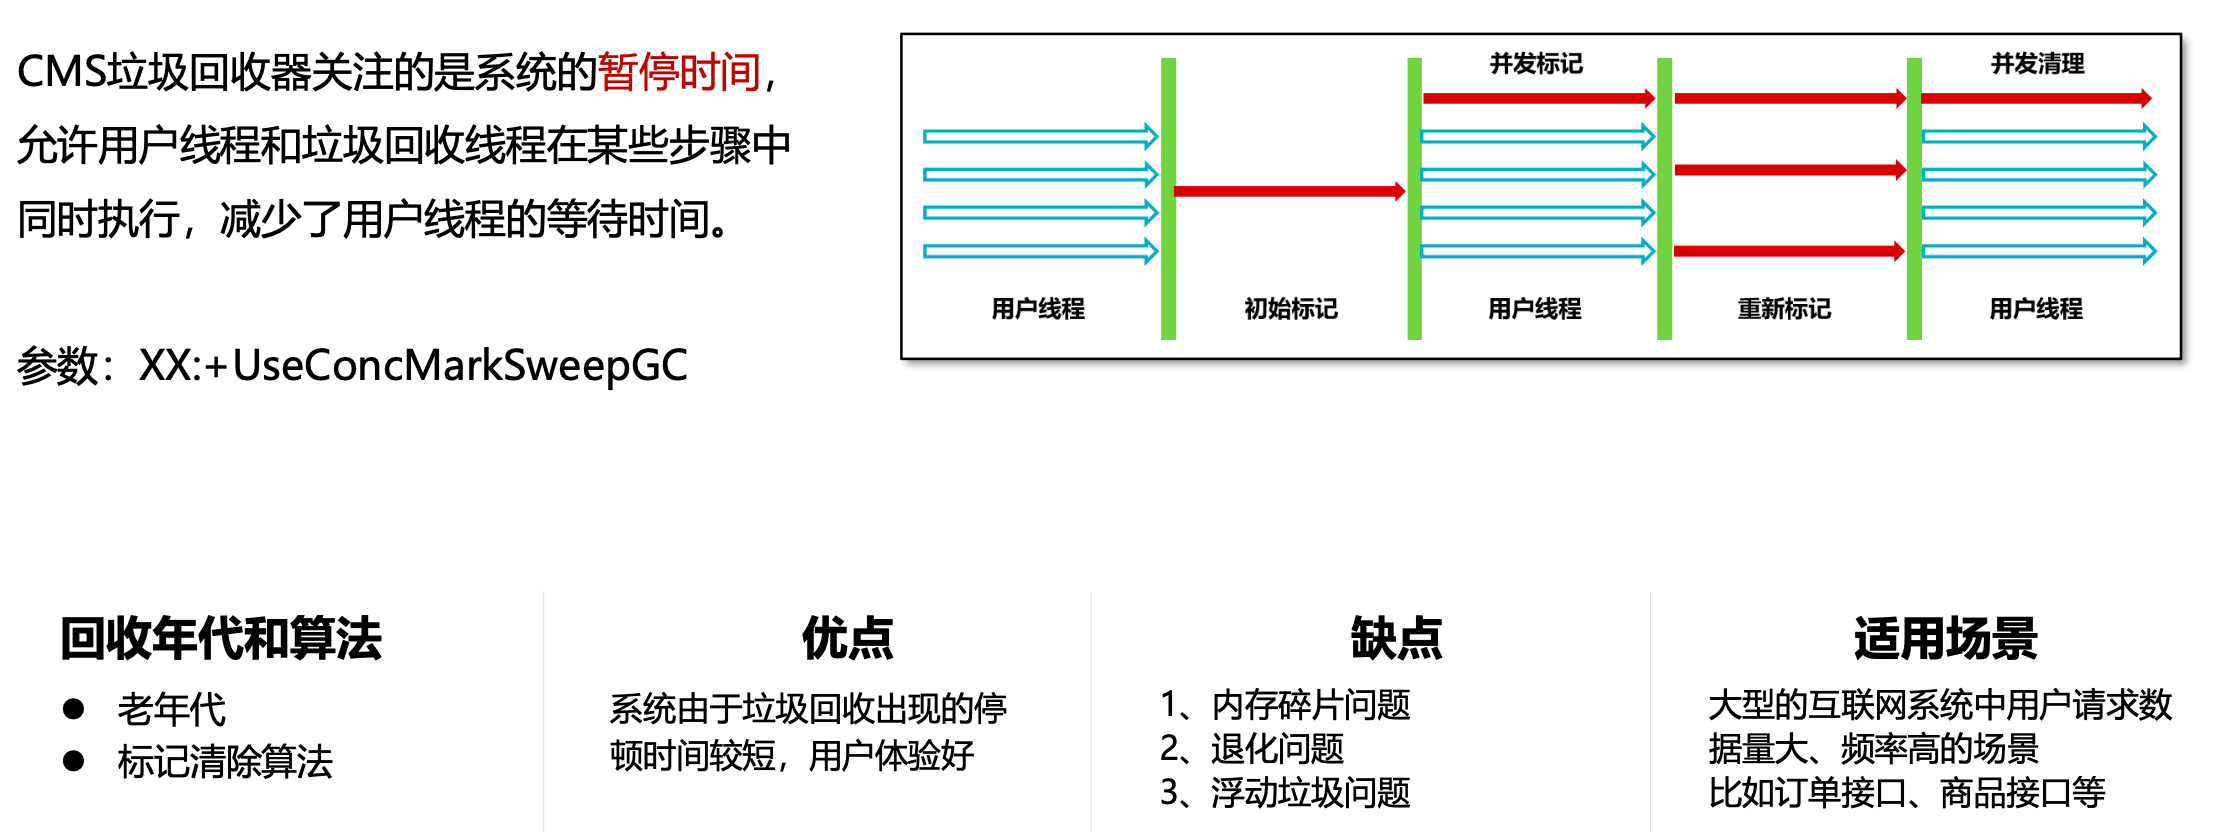 CMS垃圾回收器关注的是系统的暂停时间，
允许用户线程和垃圾回收线程在某些步骤中
同时执行，减少了用户线程的等待时间。
参数：XX:+UseConcMarkSweepGC
并发标记
并发清理
用户线程
初始标记
用户线程
重新标记
用户线程
回收年代和算法
● 老年代
● 标记清除算法
优点
系统由于垃圾回收出现的停
顿时间较短，用户体验好
缺点
1、内存碎片问题
2、退化问题
3、浮动垃圾问题
适用场景
大型的互联网系统中用户请求数
据量大、频率高的场景
比如订单接口、商品接口等